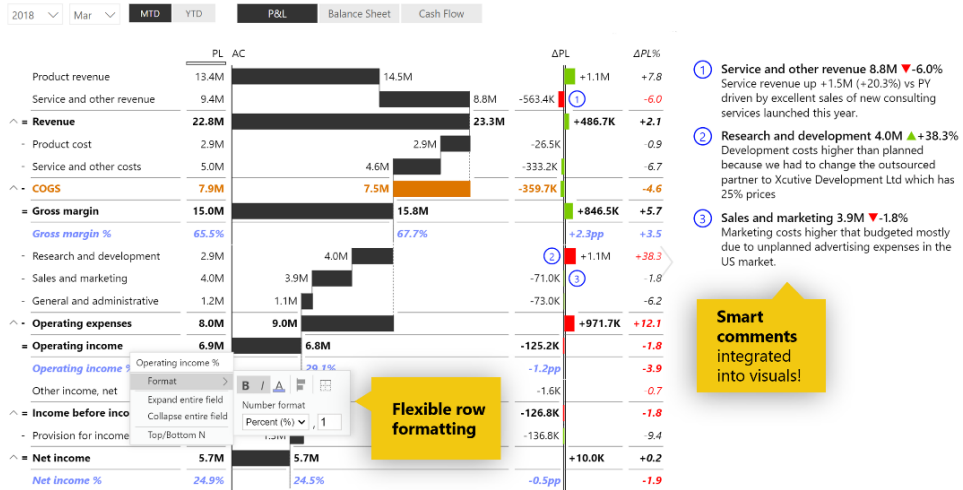 2018 Mar MTD YTD P&L Balance Sheet Cash Flow
PL AC ΔPL ΔPL%
Product revenue 13.4M 14.5M +1.1M +7.8
Service and other revenue 9.4M 8.8M -563.4K 1 -6.0
= Revenue 22.8M 23.3M +486.7K +2.1
- Product cost 2.9M 2.9M -26.5K -0.9
- Service and other costs 5.0M 4.6M -333.2K -6.7
- COGS 7.9M 7.5M -359.7K -4.6
= Gross margin 15.0M 15.8M +846.5K +5.7
Gross margin % 65.5% 67.7% +2.3pp +3.5
- Research and development 2.9M 4.0M 2 +1.1M +38.3
- Sales and marketing 4.0M 3.9M -71.0K 3 -1.8
- General and administrative 1.2M 1.1M -73.0K -6.2
- Operating expenses 8.0M 9.0M +971.7K +12.1
= Operating income 6.9M 6.8M -125.2K -1.8
Operating income % 29.1% -1.2pp -3.9
Other income, net -1.6K -0.7
= Income before inco -126.8K -1.8
- Provision for income 1.3M -136.8K -9.4
= Net income 5.7M 5.7M +10.0K +0.2
Net income % 24.9% 24.5% -0.5pp -1.9
Operating income %
Format
Expand entire field
Collapse entire field
Top/Bottom N
B I A
Number format
Percent (%) , 1
Flexible row
formatting
1 Service and other revenue 8.8M ▼-6.0%
Service revenue up +1.5M (+20.3%) vs PY
driven by excellent sales of new consulting
services launched this year.
2 Research and development 4.0M ▲+38.3%
Development costs higher than planned
because we had to change the outsourced
partner to Xcutive Development Ltd which has
25% prices
3 Sales and marketing 3.9M ▼-1.8%
Marketing costs higher that budgeted mostly
due to unplanned advertising expenses in the
US market.
Smart
comments
integrated
into visuals!